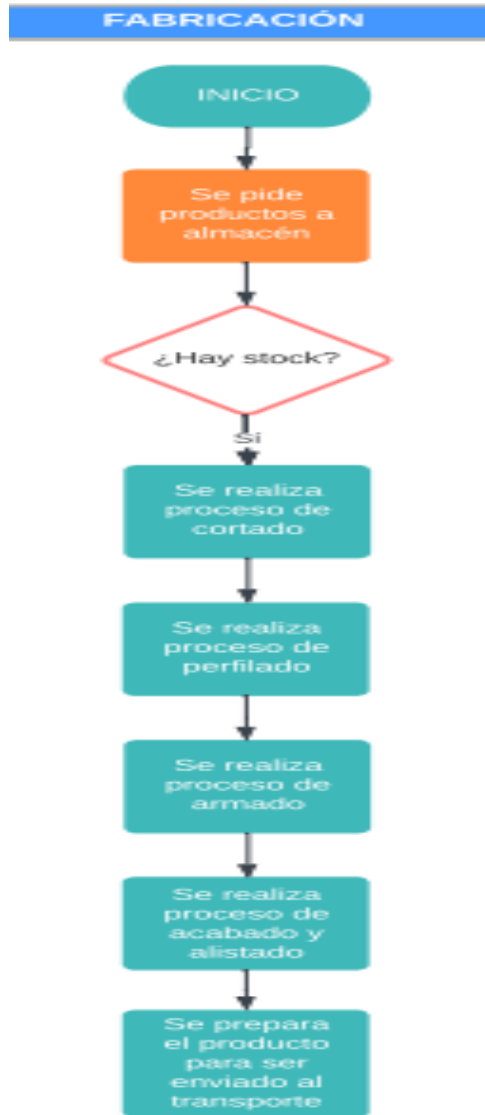 FABRICACIÓN
INICIO
Se pide
productos a
almacén
¿Hay stock?
Sí
Se realiza
proceso de
cortado
Se realiza
proceso de
perfilado
Se realiza
proceso de
armado
Se realiza
proceso de
acabado y
alistado
Se prepara
el producto
para ser
enviado al
transporte